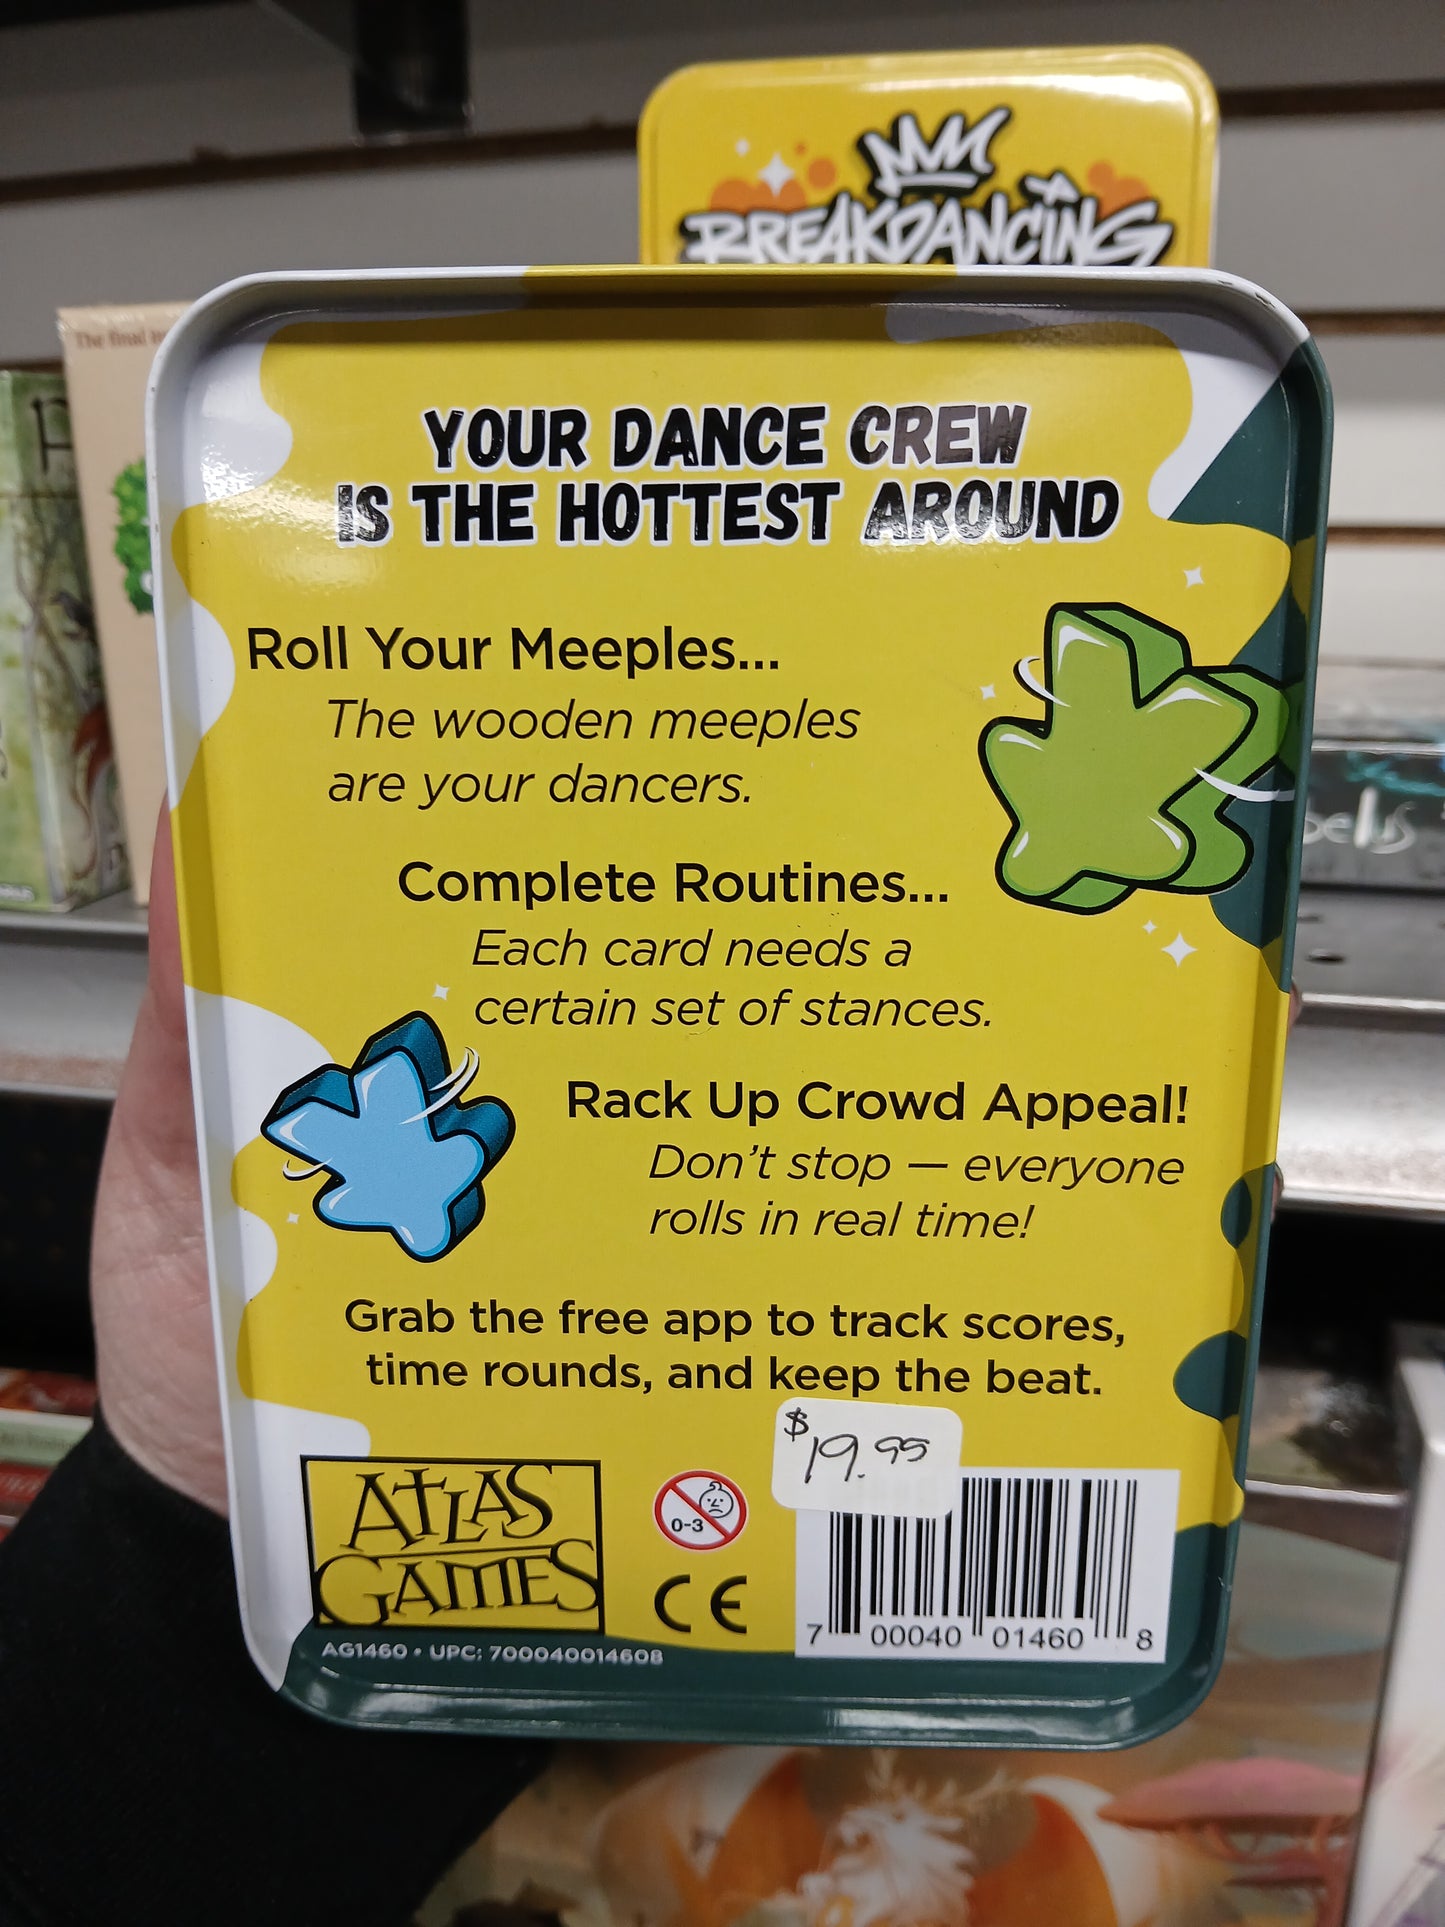 BREAKDANCING
The final
YOUR DANCE CREW
IS THE HOTTEST AROUND
Roll Your Meeples...
The wooden meeples
are your dancers.
Complete Routines...
Each card needs a
certain set of stances.
Rack Up Crowd Appeal!
Don't stop — everyone
rolls in real time!
Grab the free app to track scores,
time rounds, and keep the beat.
$19.95
ATLAS
GAMES
0-3
CE
AG1460 • UPC: 700040014608
7 00040 01460 8